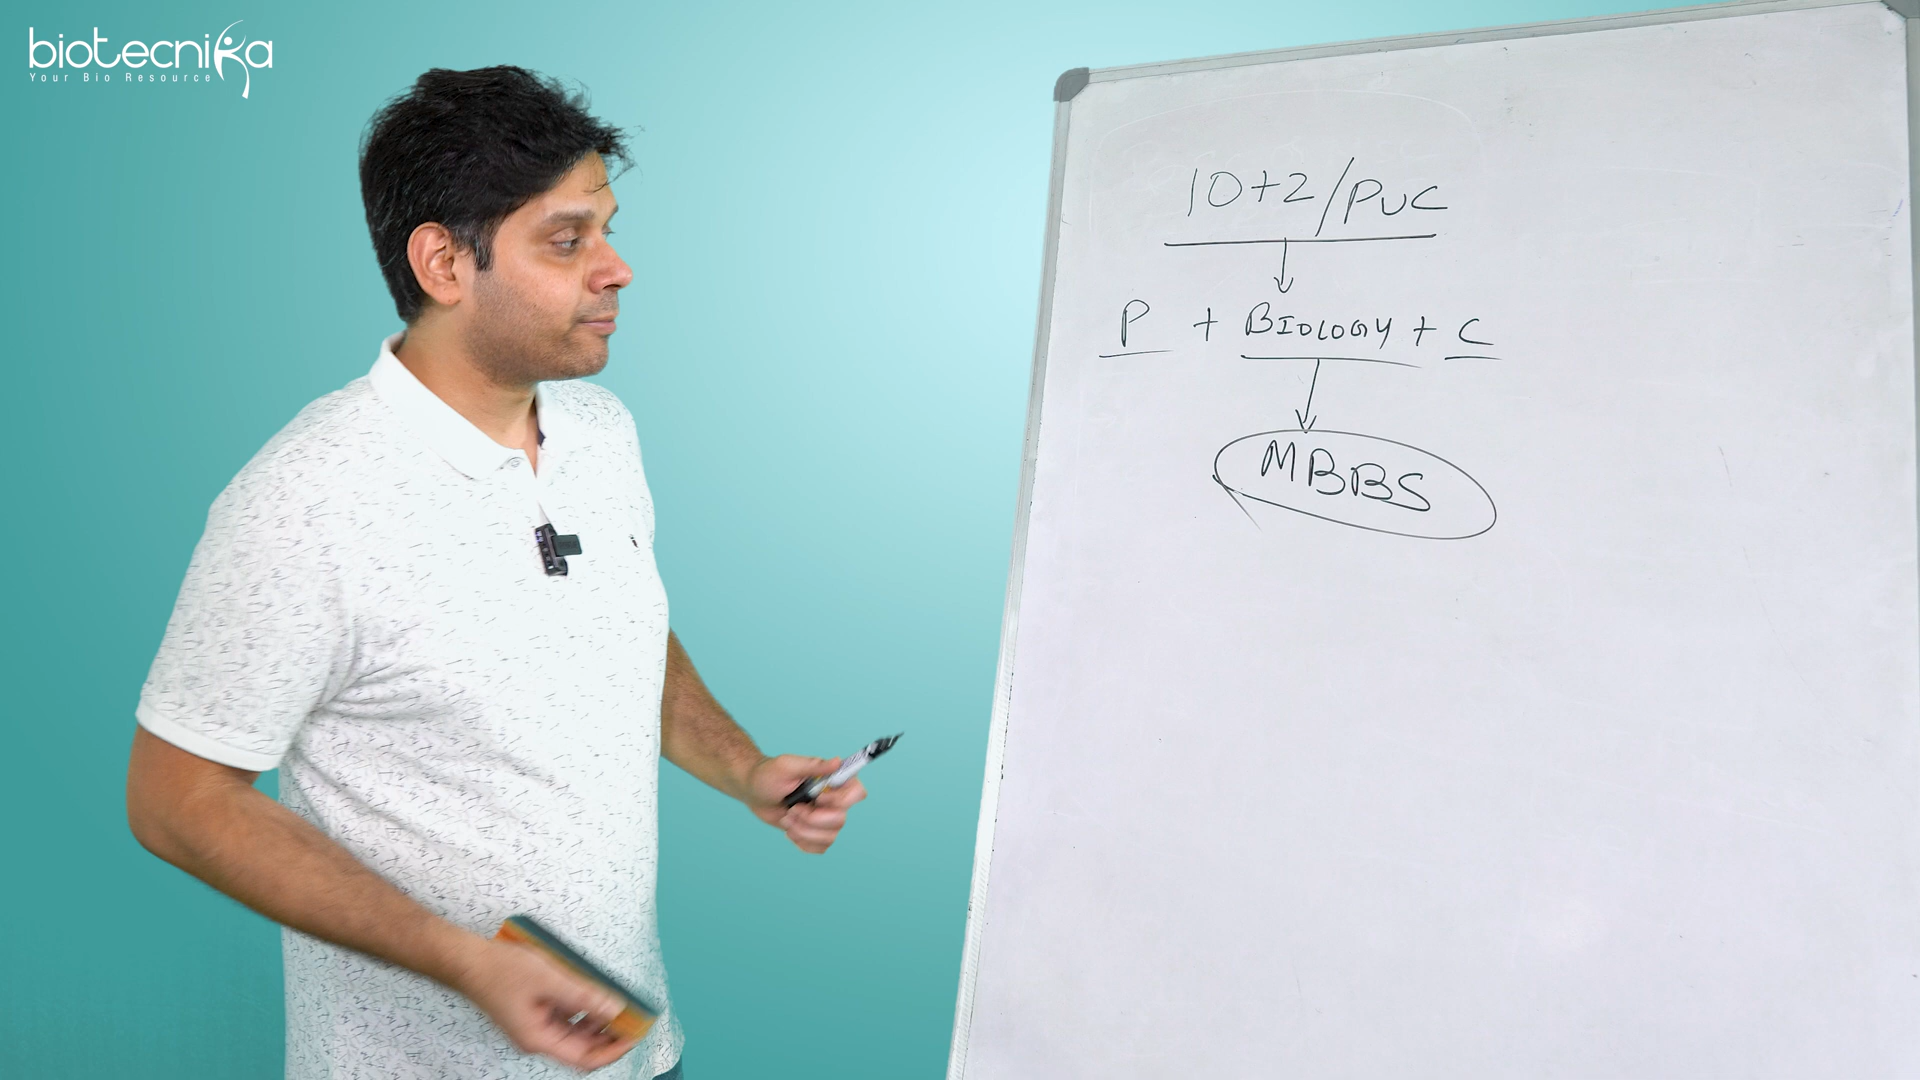 biotecnika
Your Bio Resource
10+2/PUC
P + BIOLOGY + C
MBBS